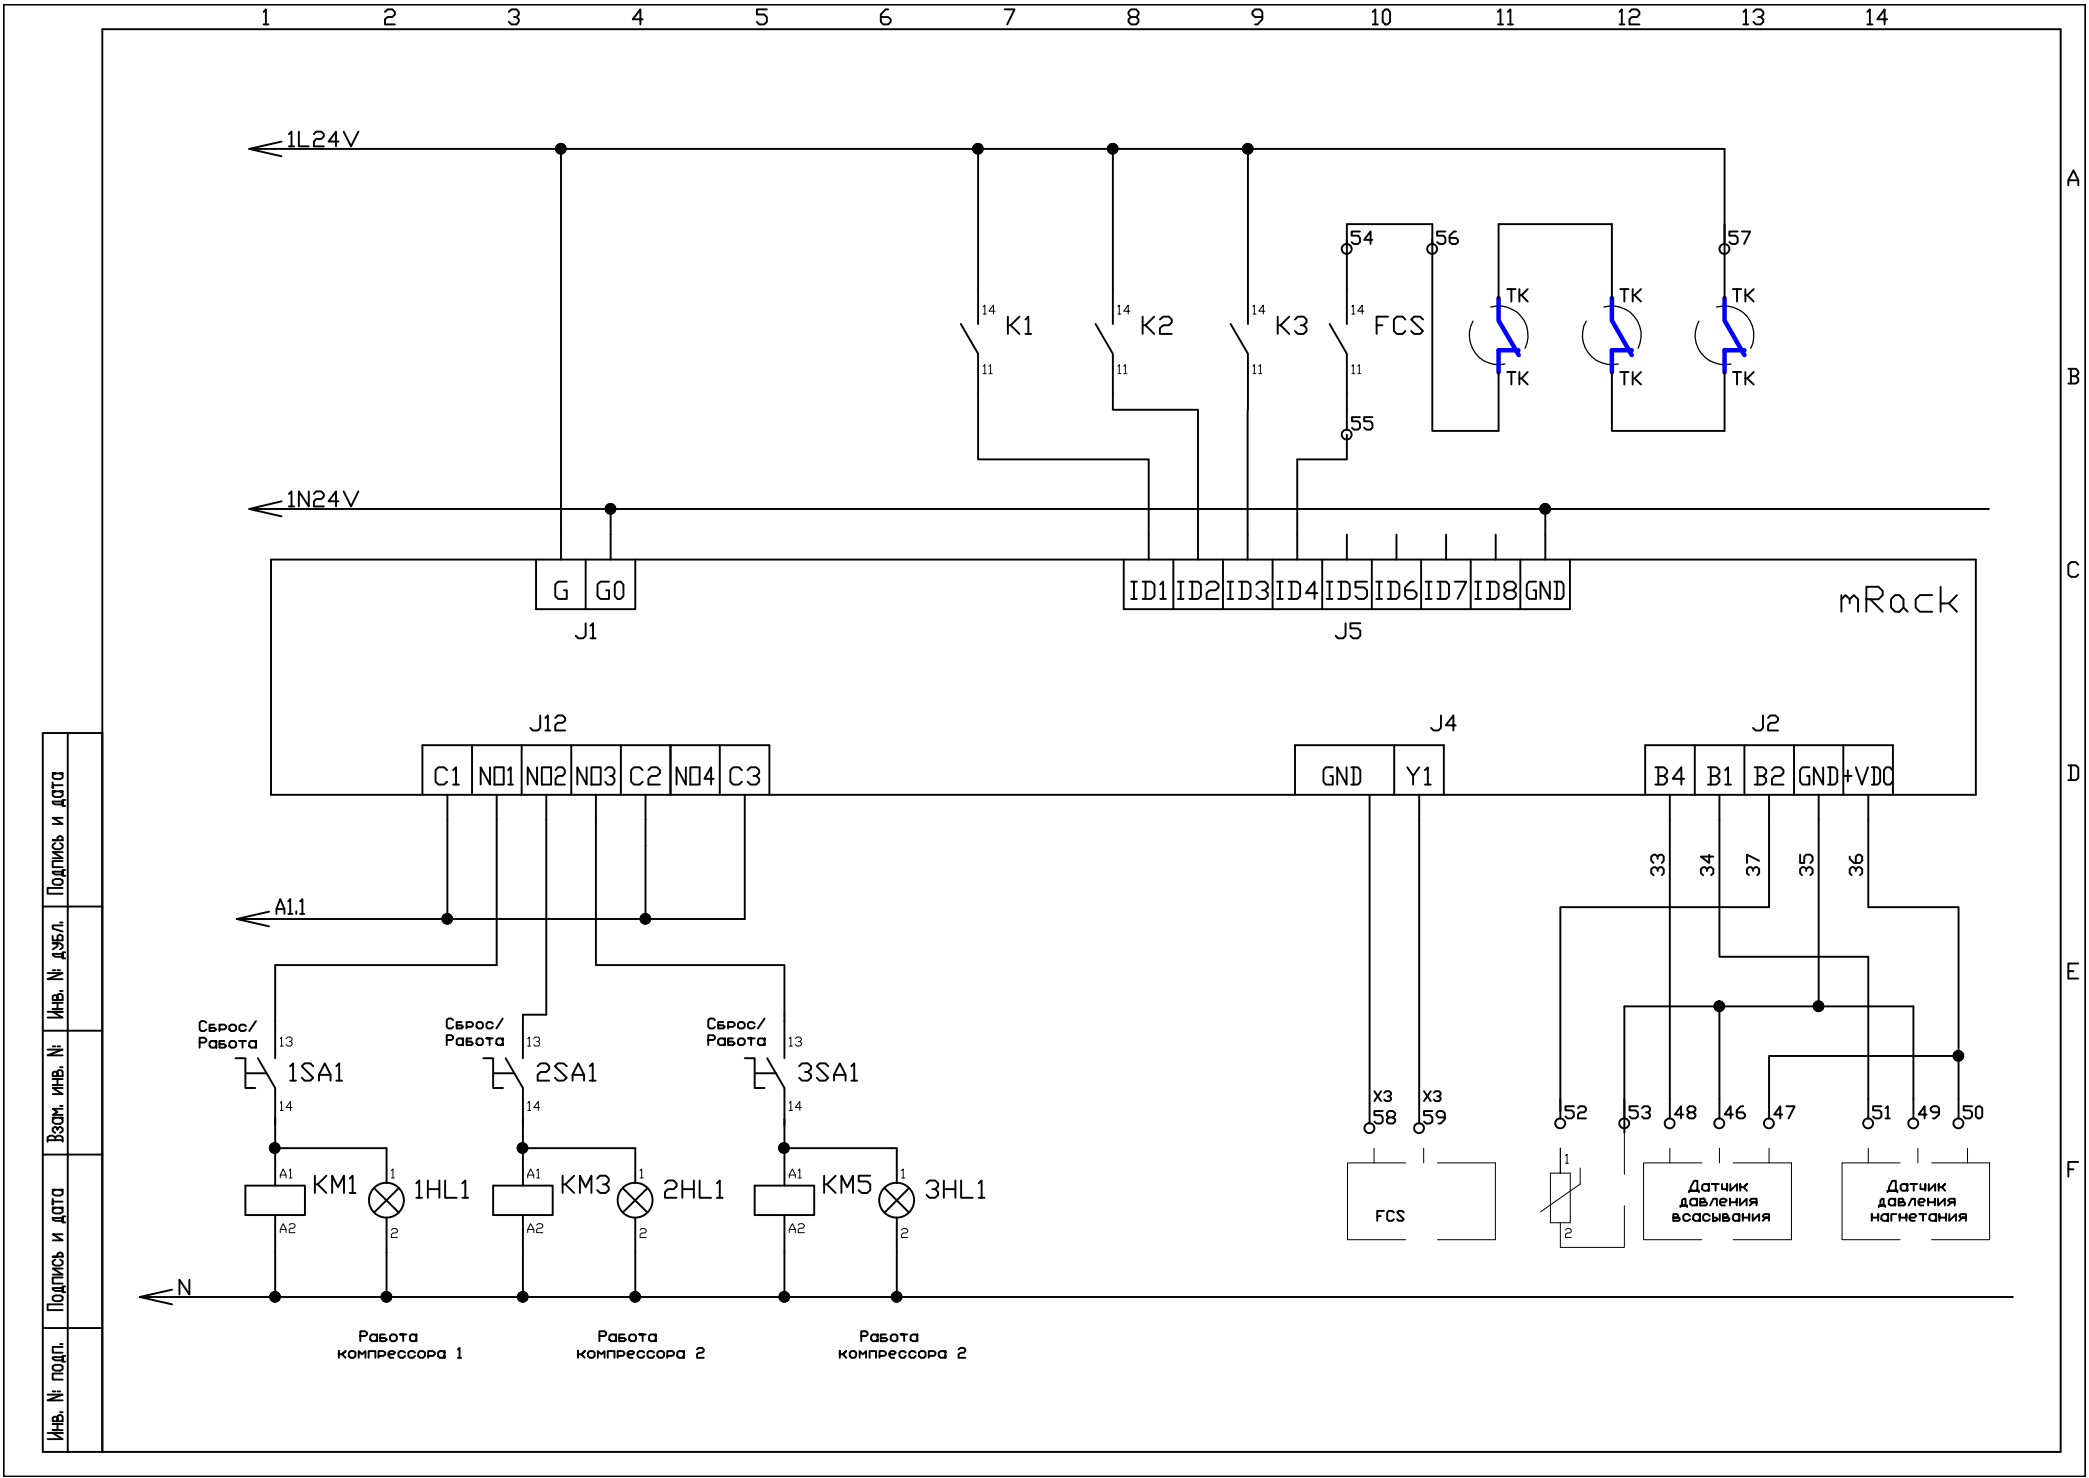 1 2 3 4 5 6 7 8 9 10 11 12 13 14
1L24V
A
54 56 57
14 K1
14 K2
14 K3
14 FCS
TK TK TK
11 11 11 11
TK TK TK
B
55
1N24V
C
G G0
ID1 ID2 ID3 ID4 ID5 ID6 ID7 ID8 GND
mRack
J1
J5
J12
J4
J2
C1 NO1 NO2 NO3 C2 NO4 C3
GND Y1
B4 B1 B2 GND +VDC
D
33 34 37 35 36
A1.1
E
Сброс/
Работа
13
1SA1
14
Сброс/
Работа
13
2SA1
14
Сброс/
Работа
13
3SA1
14
X3
58
X3
59
52 53 48 46 47 51 49 50
F
A1
KM1
A2
1
1HL1
2
A1
KM3
A2
1
2HL1
2
A1
KM5
A2
1
3HL1
2
FCS
1
2
Датчик
давления
всасывания
Датчик
давления
нагнетания
N
Работа
компрессора 1
Работа
компрессора 2
Работа
компрессора 2
Подпись и дата
Инв. № дубл.
Взам. инв. №
Подпись и дата
Инв. № подп.